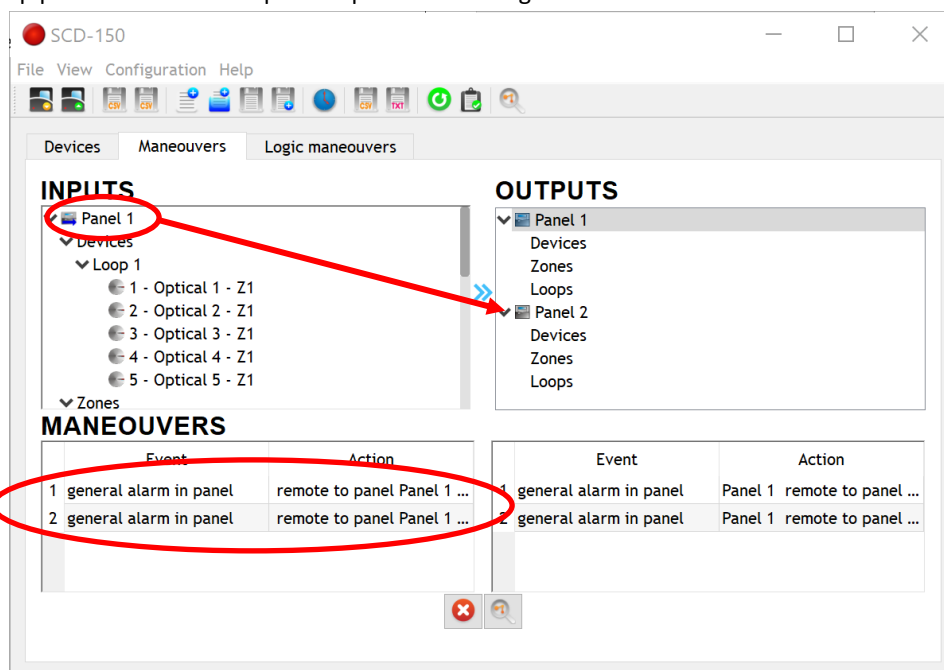 SCD-150
File View Configuration Help
CSV CSV CSV TXT
Devices Maneouvers Logic maneouvers
INPUTS
Panel 1
Devices
Loop 1
1 - Optical 1 - Z1
2 - Optical 2 - Z1
3 - Optical 3 - Z1
4 - Optical 4 - Z1
5 - Optical 5 - Z1
Zones
OUTPUTS
Panel 1
Devices
Zones
Loops
Panel 2
Devices
Zones
Loops
MANEOUVERS
Event Action
1 general alarm in panel remote to panel Panel 1 ...
2 general alarm in panel remote to panel Panel 1 ...
Event Action
1 general alarm in panel Panel 1 remote to panel ...
2 general alarm in panel Panel 1 remote to panel ...